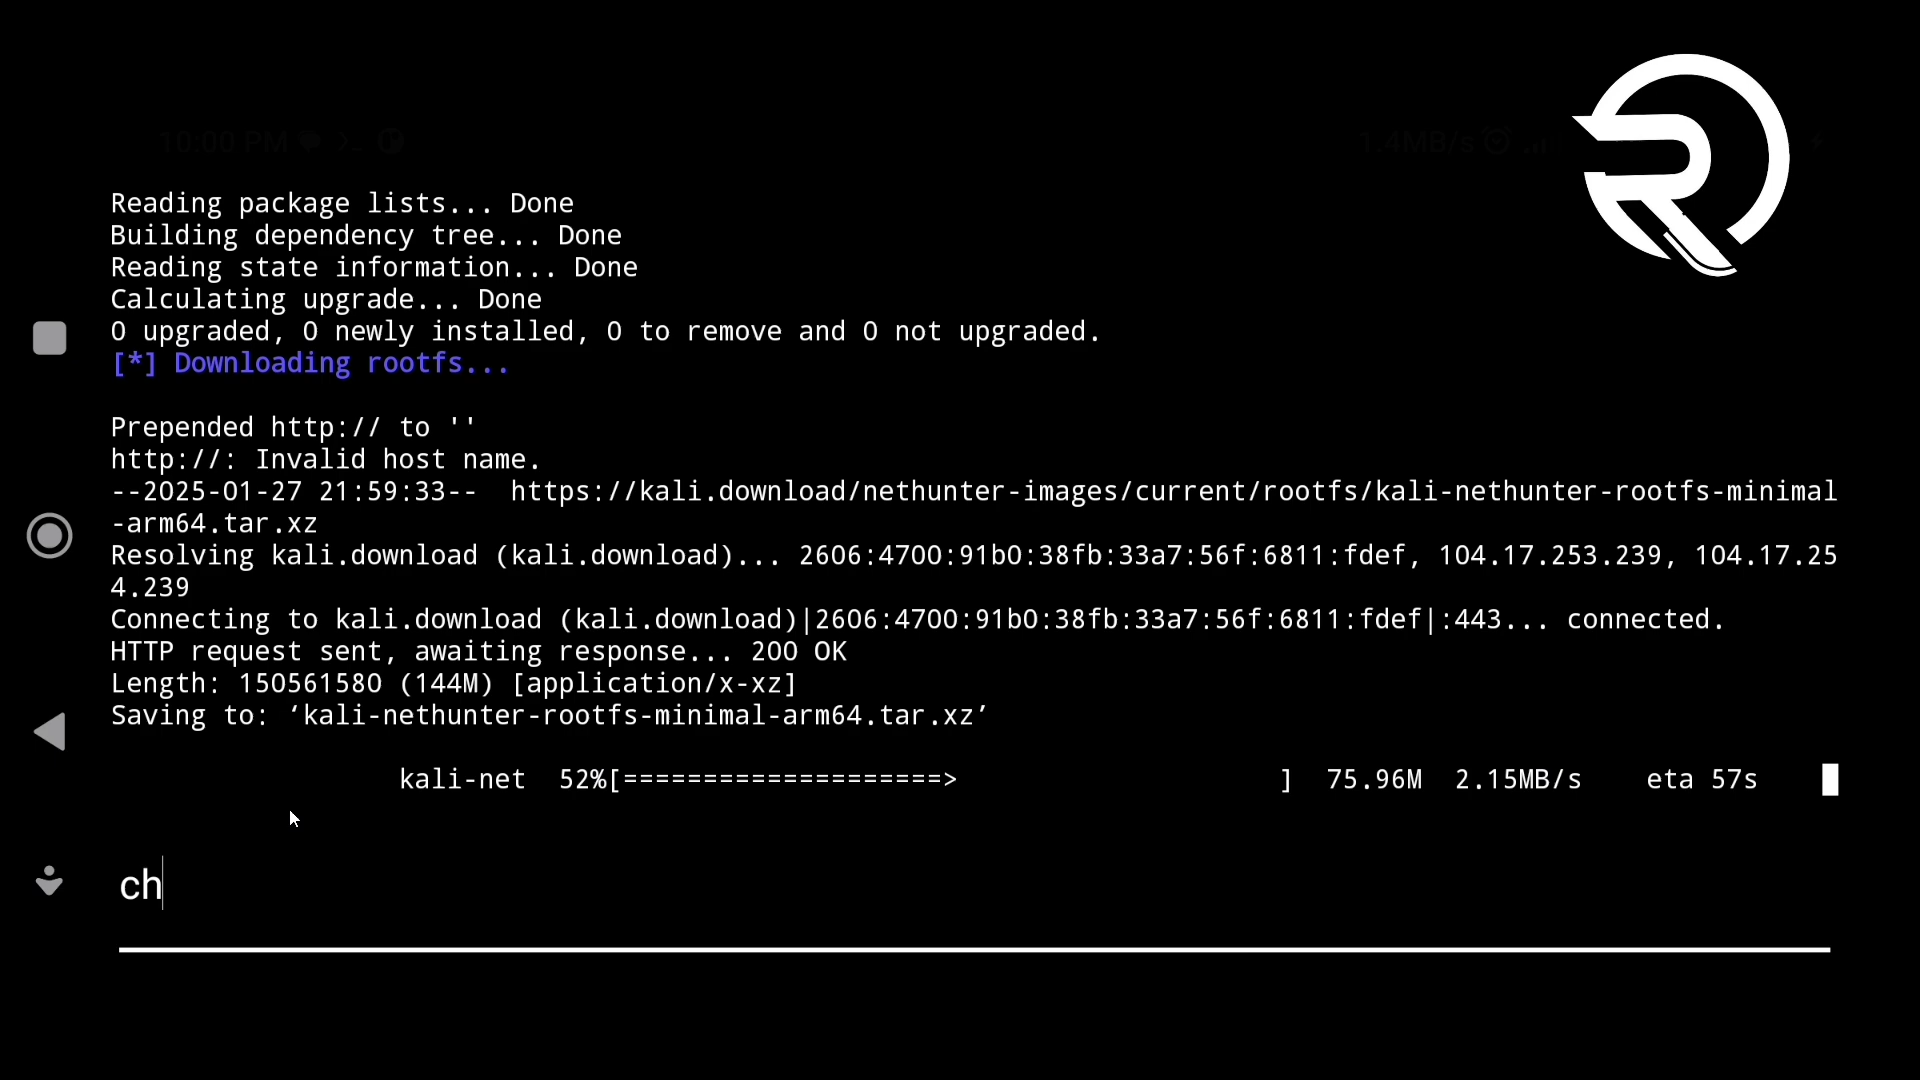 10:00 PM
1.4MB/s
Reading package lists... Done
Building dependency tree... Done
Reading state information... Done
Calculating upgrade... Done
0 upgraded, 0 newly installed, 0 to remove and 0 not upgraded.
[*] Downloading rootfs...
Prepended http:// to ''
http://: Invalid host name.
--2025-01-27 21:59:33--  https://kali.download/nethunter-images/current/rootfs/kali-nethunter-rootfs-minimal
-arm64.tar.xz
Resolving kali.download (kali.download)... 2606:4700:91b0:38fb:33a7:56f:6811:fdef, 104.17.253.239, 104.17.25
4.239
Connecting to kali.download (kali.download)|2606:4700:91b0:38fb:33a7:56f:6811:fdef|:443... connected.
HTTP request sent, awaiting response... 200 OK
Length: 150561580 (144M) [application/x-xz]
Saving to: ‘kali-nethunter-rootfs-minimal-arm64.tar.xz’
kali-net  52%[====================>                    ]  75.96M  2.15MB/s    eta 57s
ch